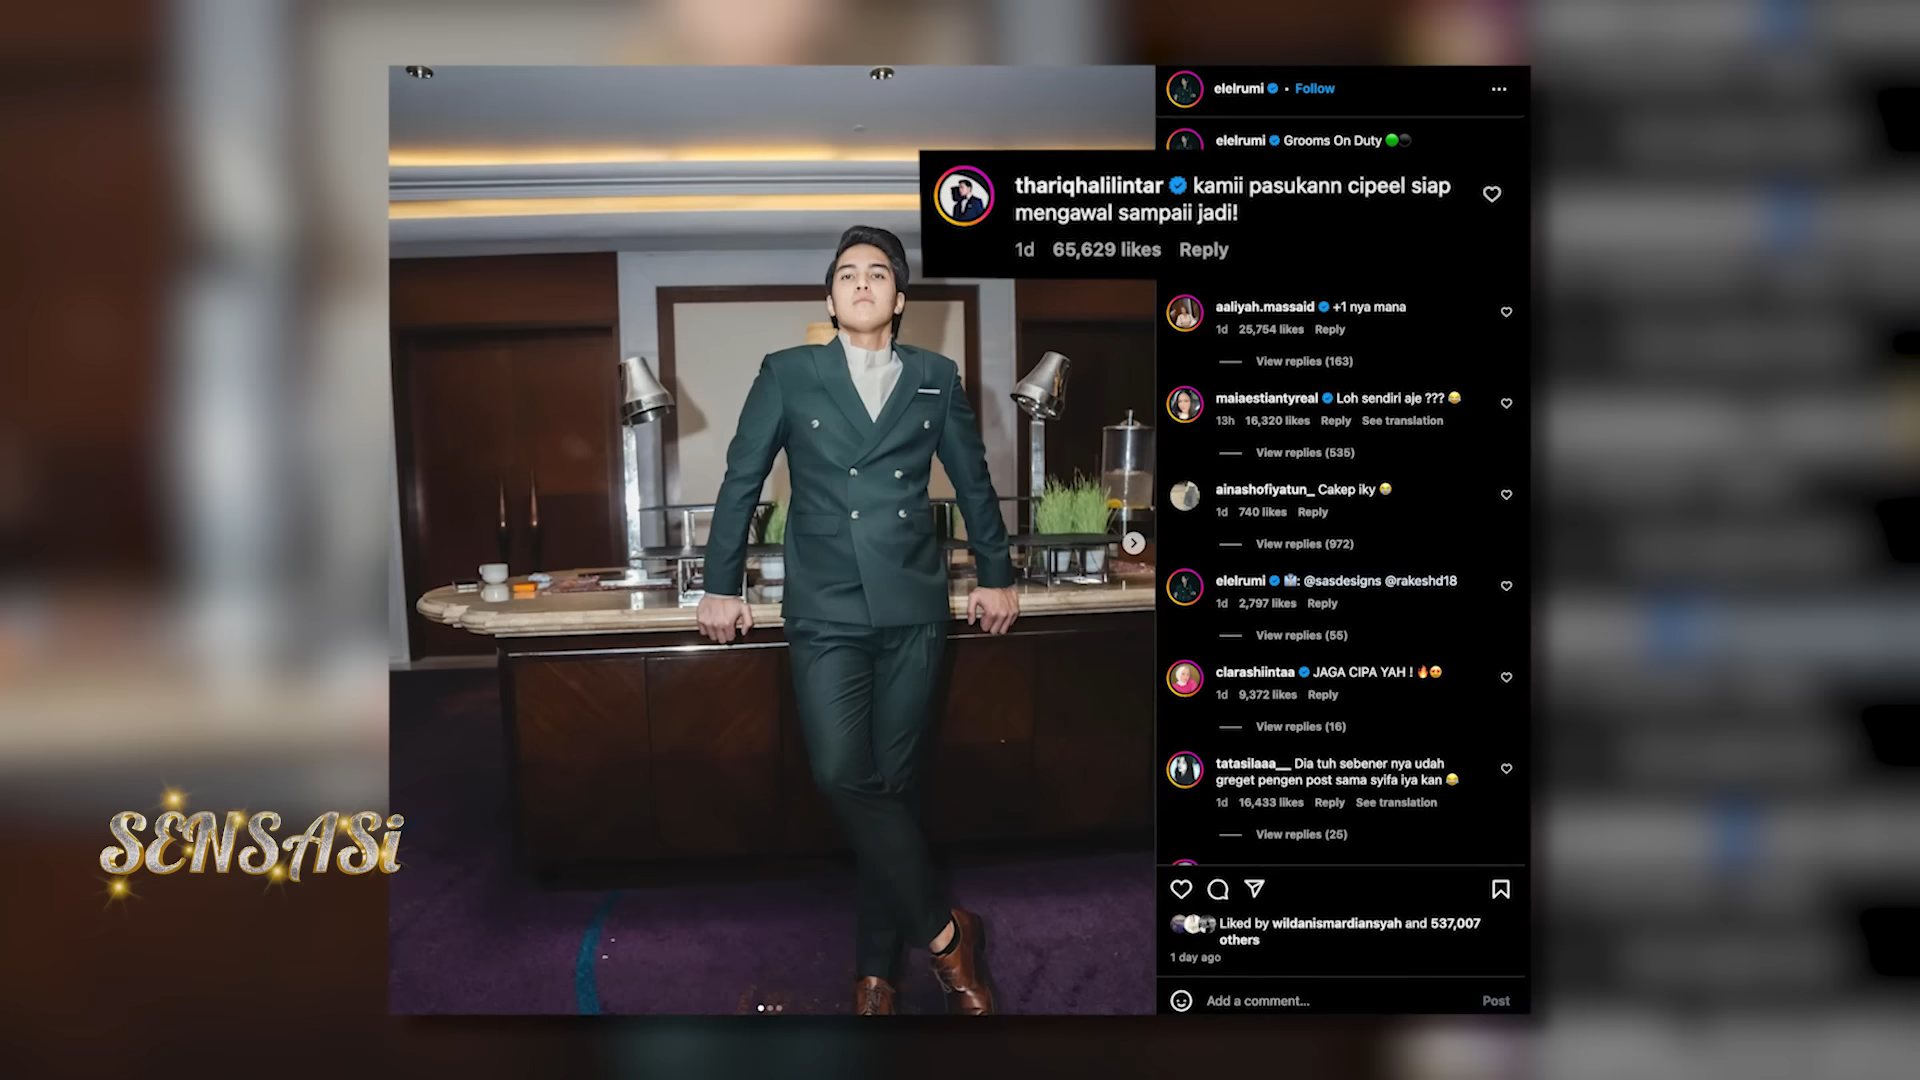 elelrumi • Follow
elelrumi Grooms On Duty
thariqhalilintar kamii pasukann cipeel siap
mengawal sampaii jadi!
1d 65,629 likes Reply
aaliyah.massaid +1 nya mana
1d 25,754 likes Reply
View replies (163)
maiaestiantyreal Loh sendiri aje ??? 😂
13h 16,320 likes Reply See translation
View replies (535)
ainashofiyatun_ Cakep iky 😭
1d 740 likes Reply
View replies (972)
elelrumi : @sasdesigns @rakeshd18
1d 2,797 likes Reply
View replies (55)
clarashiintaa JAGA CIPA YAH ! 🔥😍
1d 9,372 likes Reply
View replies (16)
tatasilaaa__ Dia tuh sebener nya udah
greget pengen post sama syifa iya kan 😂
1d 16,433 likes Reply See translation
View replies (25)
Liked by wildanismardiansyah and 537,007
others
1 day ago
Add a comment... Post
SENSASi